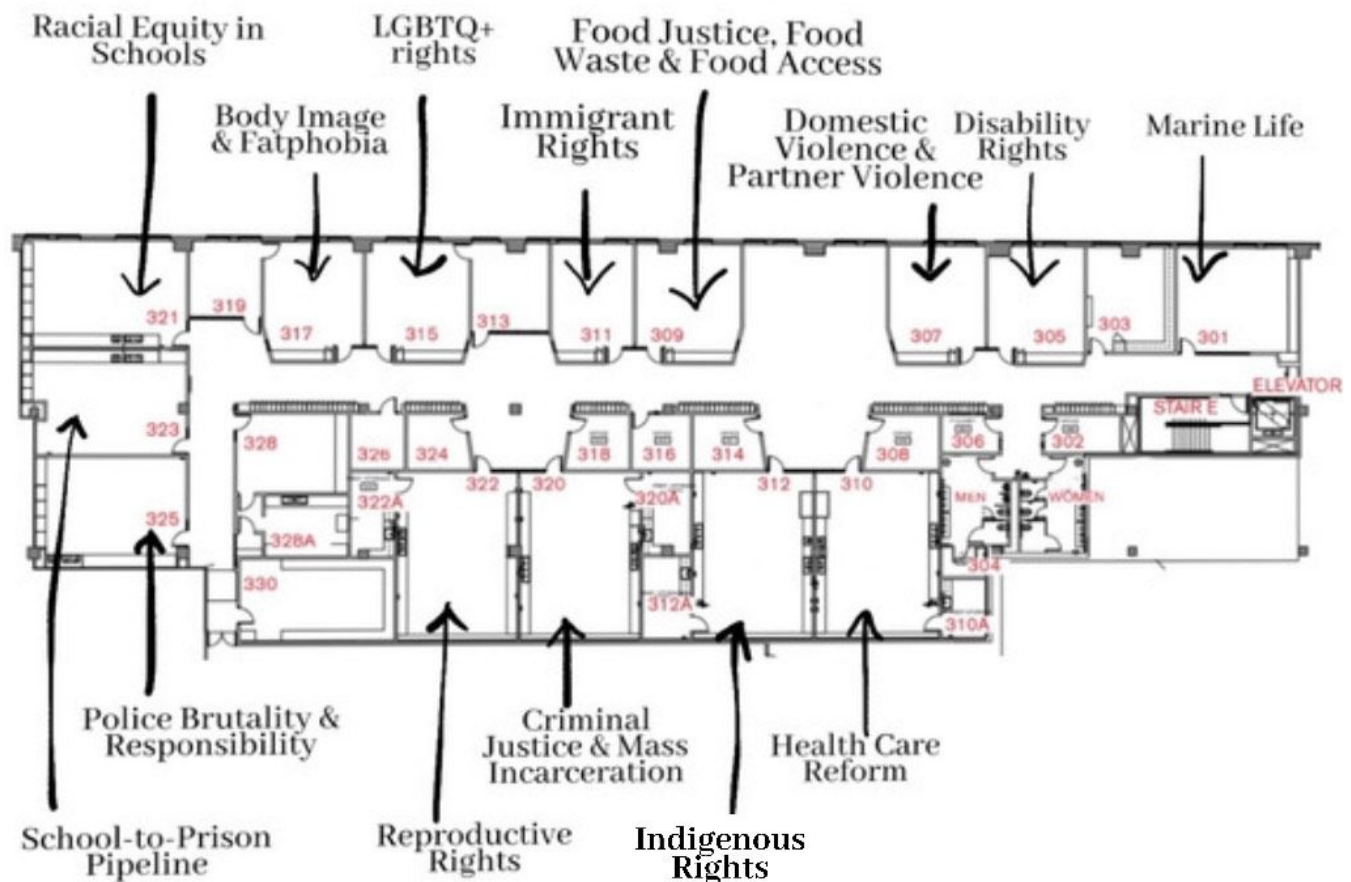 Racial Equity in
Schools
LGBTQ+
rights
Food Justice, Food
Waste & Food Access
Body Image
& Fatphobia
Immigrant
Rights
Domestic
Violence &
Partner Violence
Disability
Rights
Marine Life
321
319
317
315
313
311
309
307
305
303
301
ELEVATOR
STAIR E
323
328
326
324
318
316
314
308
306
302
322A
322
320
320A
312
310
MEN
WOMEN
325
328A
304
330
312A
310A
Police Brutality &
Responsibility
Criminal
Justice & Mass
Incarceration
Health Care
Reform
School-to-Prison
Pipeline
Reproductive
Rights
Indigenous
Rights